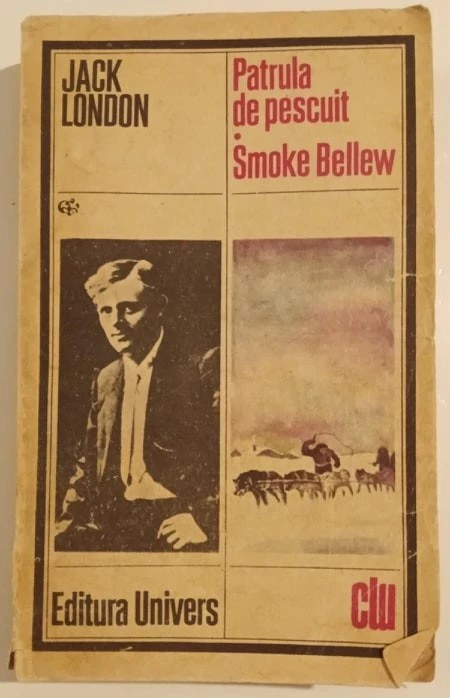 JACK
LONDON
Patrula
de pescuit
•
Smoke Bellew
Editura Univers
clu